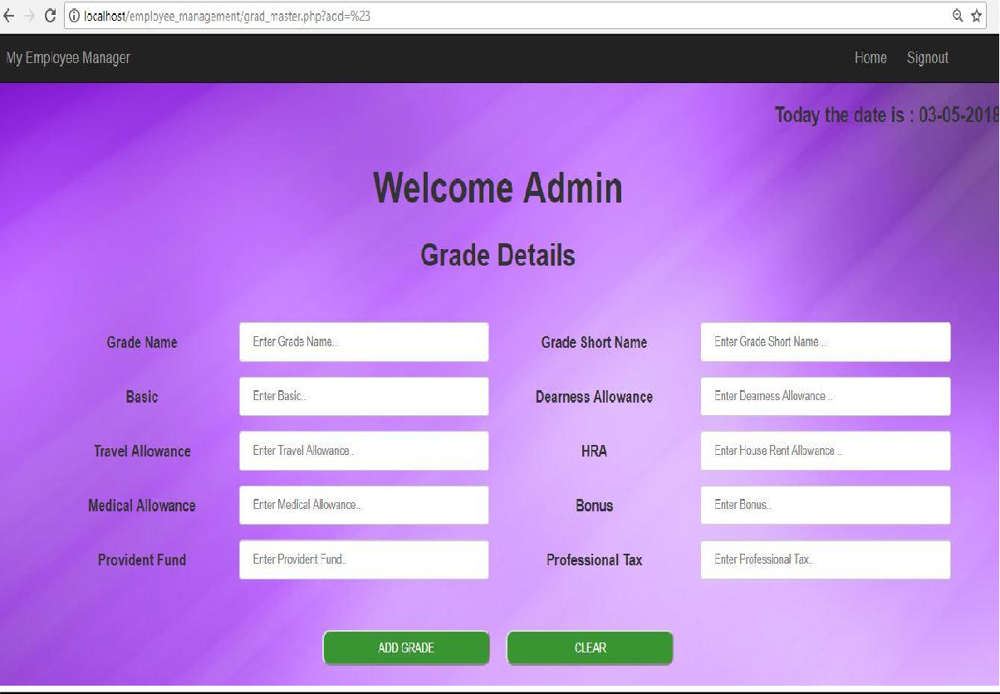 localhost/employee_management/grad_master.php?add=%23
My Employee Manager Home Signout
Today the date is : 03-05-2018
Welcome Admin
Grade Details
Grade Name Enter Grade Name.. Grade Short Name Enter Grade Short Name ..
Basic Enter Basic.. Dearness Allowance Enter Dearness Allowance ..
Travel Allowance Enter Travel Allowance . HRA Enter House Rent Allowance ..
Medical Allowance Enter Medical Allowance.. Bonus Enter Bonus..
Provident Fund Enter Provident Fund.. Professional Tax Enter Professional Tax..
ADD GRADE CLEAR